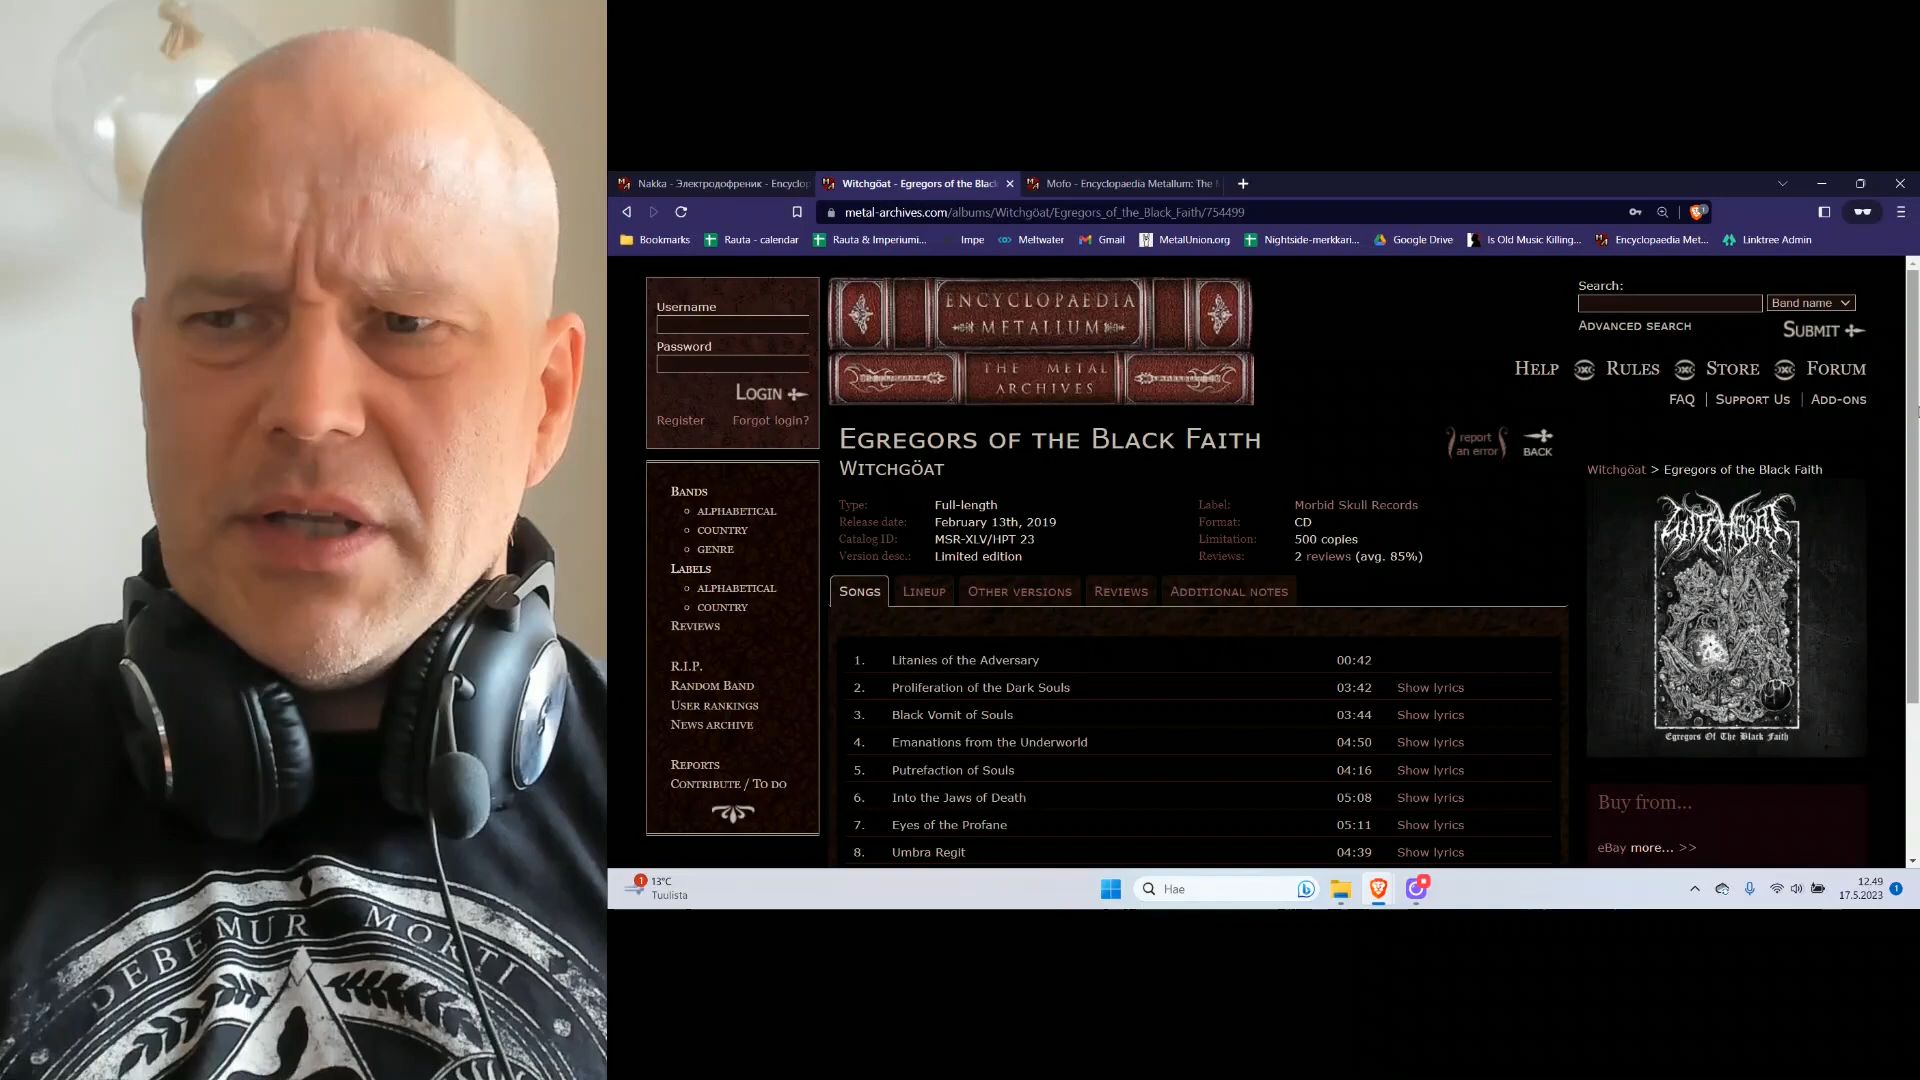 DEBEMUR MORTI
Nakka - Электродофреник - Encyclop
Witchgöat - Egregors of the Black
Mofo - Encyclopaedia Metallum: The M
metal-archives.com/albums/Witchgöat/Egregors_of_the_Black_Faith/754499
Bookmarks
Rauta - calendar
Rauta & Imperiumi...
Impe
Meltwater
Gmail
MetalUnion.org
Nightside-merkkari...
Google Drive
Is Old Music Killing...
Encyclopaedia Met...
Linktree Admin
Username
Password
LOGIN
Register Forgot login?
ENCYCLOPAEDIA
METALLUM
THE METAL
ARCHIVES
Search:
Band name
ADVANCED SEARCH
SUBMIT
HELP RULES STORE FORUM
FAQ | SUPPORT US | ADD-ONS
BANDS
ALPHABETICAL
COUNTRY
GENRE
LABELS
ALPHABETICAL
COUNTRY
REVIEWS
R.I.P.
RANDOM BAND
USER RANKINGS
NEWS ARCHIVE
REPORTS
CONTRIBUTE / TO DO
EGREGORS OF THE BLACK FAITH
WITCHGÖAT
report
an error
BACK
Type: Full-length
Release date: February 13th, 2019
Catalog ID: MSR-XLV/HPT 23
Version desc.: Limited edition
Label: Morbid Skull Records
Format: CD
Limitation: 500 copies
Reviews: 2 reviews (avg. 85%)
SONGS LINEUP OTHER VERSIONS REVIEWS ADDITIONAL NOTES
1. Litanies of the Adversary 00:42
2. Proliferation of the Dark Souls 03:42 Show lyrics
3. Black Vomit of Souls 03:44 Show lyrics
4. Emanations from the Underworld 04:50 Show lyrics
5. Putrefaction of Souls 04:16 Show lyrics
6. Into the Jaws of Death 05:08 Show lyrics
7. Eyes of the Profane 05:11 Show lyrics
8. Umbra Regit 04:39 Show lyrics
Witchgöat > Egregors of the Black Faith
WITCHGÖAT
Egregors Of The Black Faith
Buy from...
eBay more... >>
1
13°C
Tuulista
Hae
12.49
17.5.2023
1